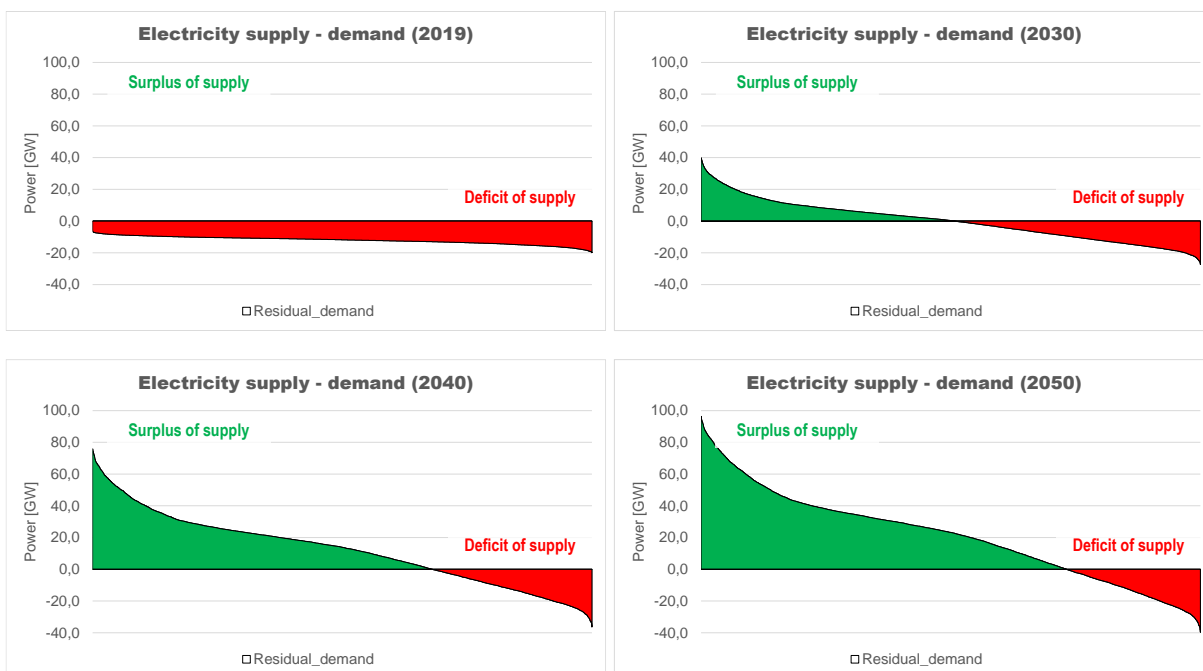 Electricity supply - demand (2019)
Power [GW]
100,0
80,0
60,0
40,0
20,0
0,0
-20,0
-40,0
Surplus of supply
Deficit of supply
Residual_demand
Electricity supply - demand (2030)
Power [GW]
100,0
80,0
60,0
40,0
20,0
0,0
-20,0
-40,0
Surplus of supply
Deficit of supply
Residual_demand
Electricity supply - demand (2040)
Power [GW]
100,0
80,0
60,0
40,0
20,0
0,0
-20,0
-40,0
Surplus of supply
Deficit of supply
Residual_demand
Electricity supply - demand (2050)
Power [GW]
100,0
80,0
60,0
40,0
20,0
0,0
-20,0
-40,0
Surplus of supply
Deficit of supply
Residual_demand